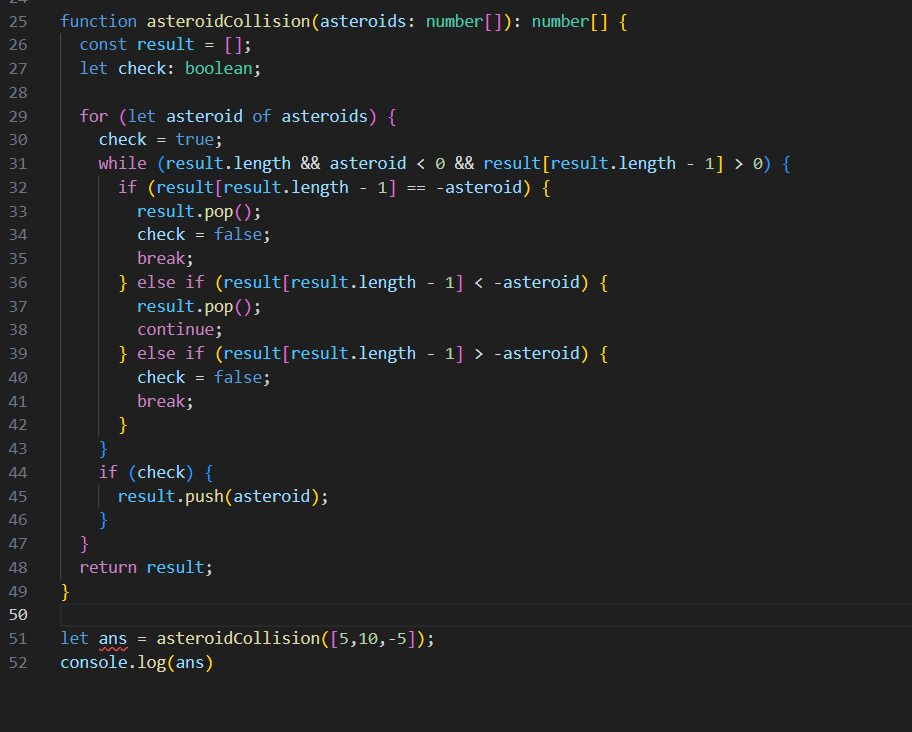 25 function asteroidCollision(asteroids: number[]): number[] {
26 const result = [];
27 let check: boolean;
28
29 for (let asteroid of asteroids) {
30 check = true;
31 while (result.length && asteroid < 0 && result[result.length - 1] > 0) {
32 if (result[result.length - 1] == -asteroid) {
33 result.pop();
34 check = false;
35 break;
36 } else if (result[result.length - 1] < -asteroid) {
37 result.pop();
38 continue;
39 } else if (result[result.length - 1] > -asteroid) {
40 check = false;
41 break;
42 }
43 }
44 if (check) {
45 result.push(asteroid);
46 }
47 }
48 return result;
49 }
50
51 let ans = asteroidCollision([5,10,-5]);
52 console.log(ans)